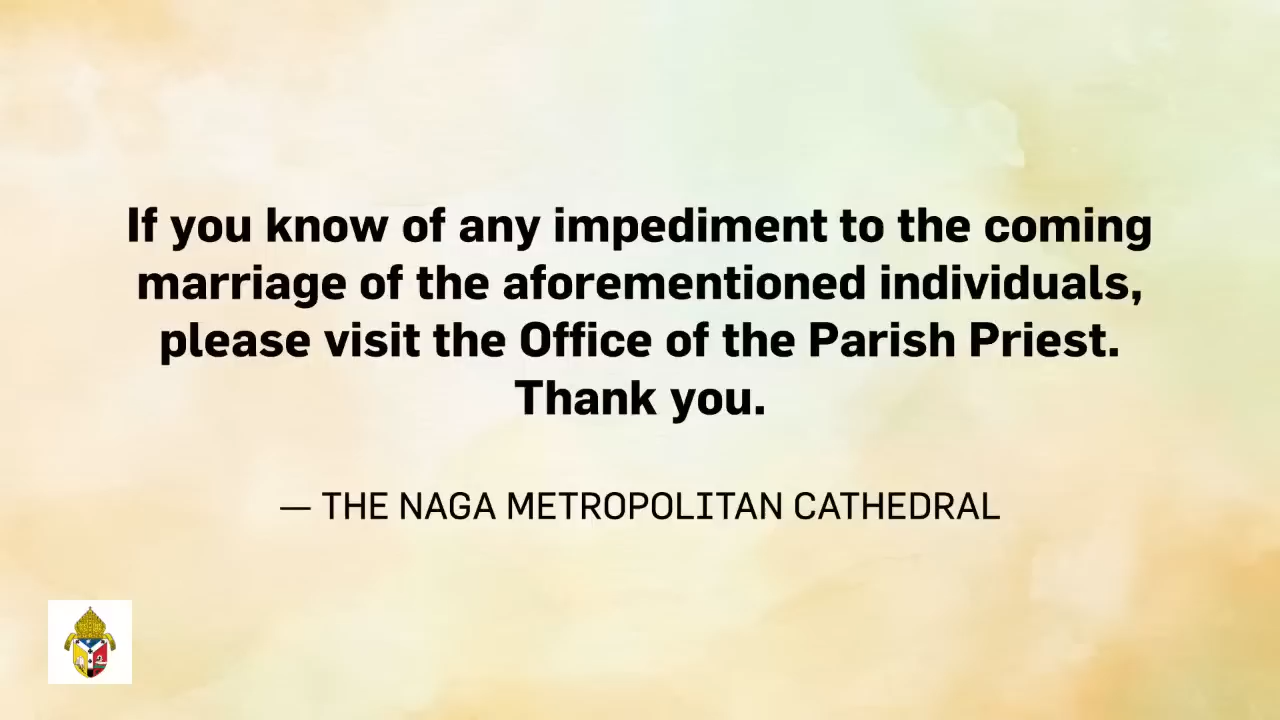 If you know of any impediment to the coming
marriage of the aforementioned individuals,
please visit the Office of the Parish Priest.
Thank you.
— THE NAGA METROPOLITAN CATHEDRAL